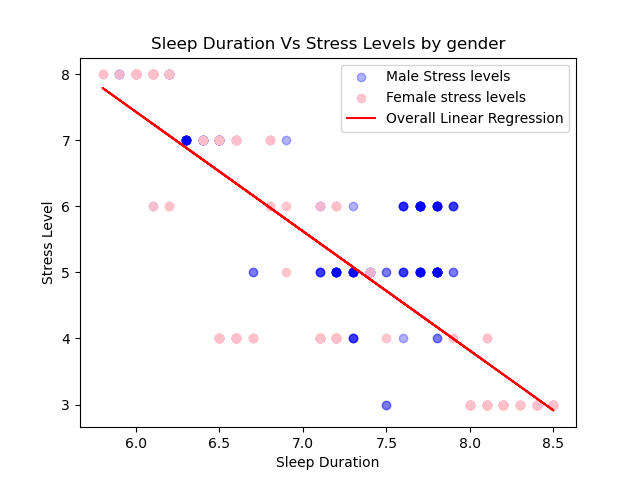 Sleep Duration Vs Stress Levels by gender
Male Stress levels
Female stress levels
Overall Linear Regression
8
7
6
5
4
3
Stress Level
6.0 6.5 7.0 7.5 8.0 8.5
Sleep Duration